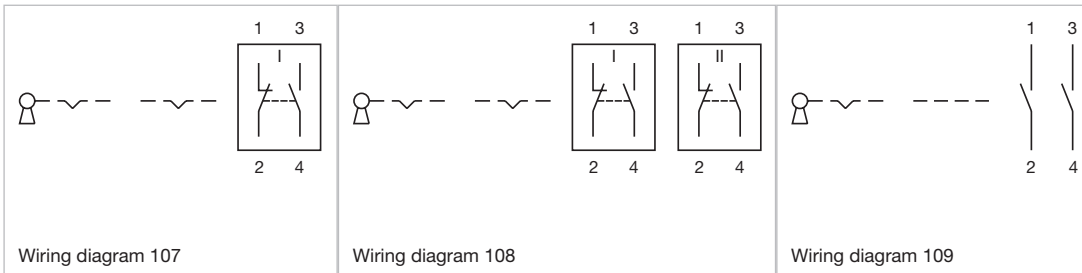 1 3
I
2 4
Wiring diagram 107
1 3 1 3
I II
2 4 2 4
Wiring diagram 108
1 3
2 4
Wiring diagram 109